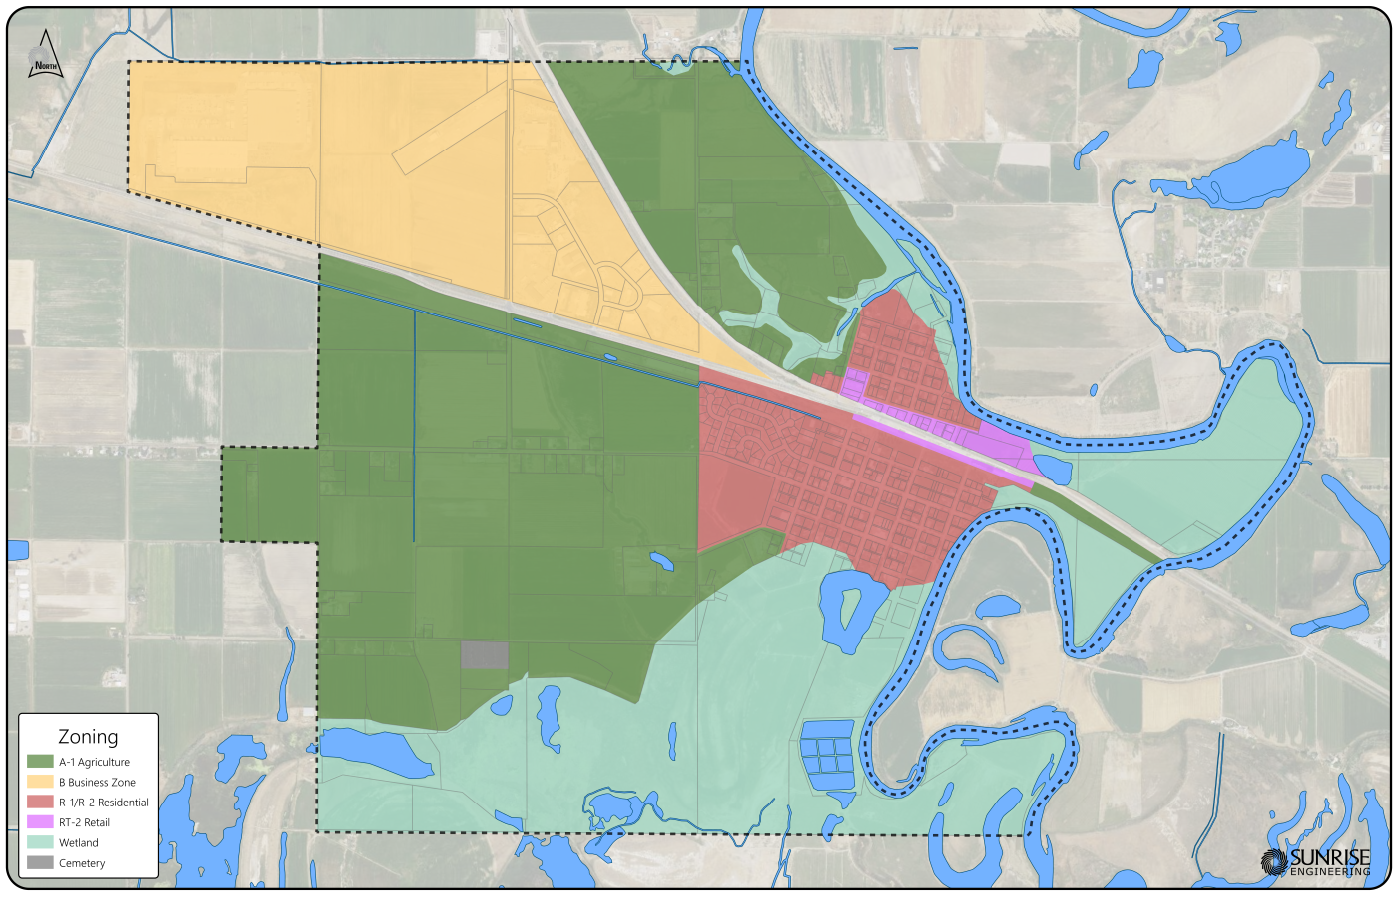 NORTH
Zoning
A-1 Agriculture
B Business Zone
R-1/R-2 Residential
RT-2 Retail
Wetland
Cemetery
SUNRISE
ENGINEERING